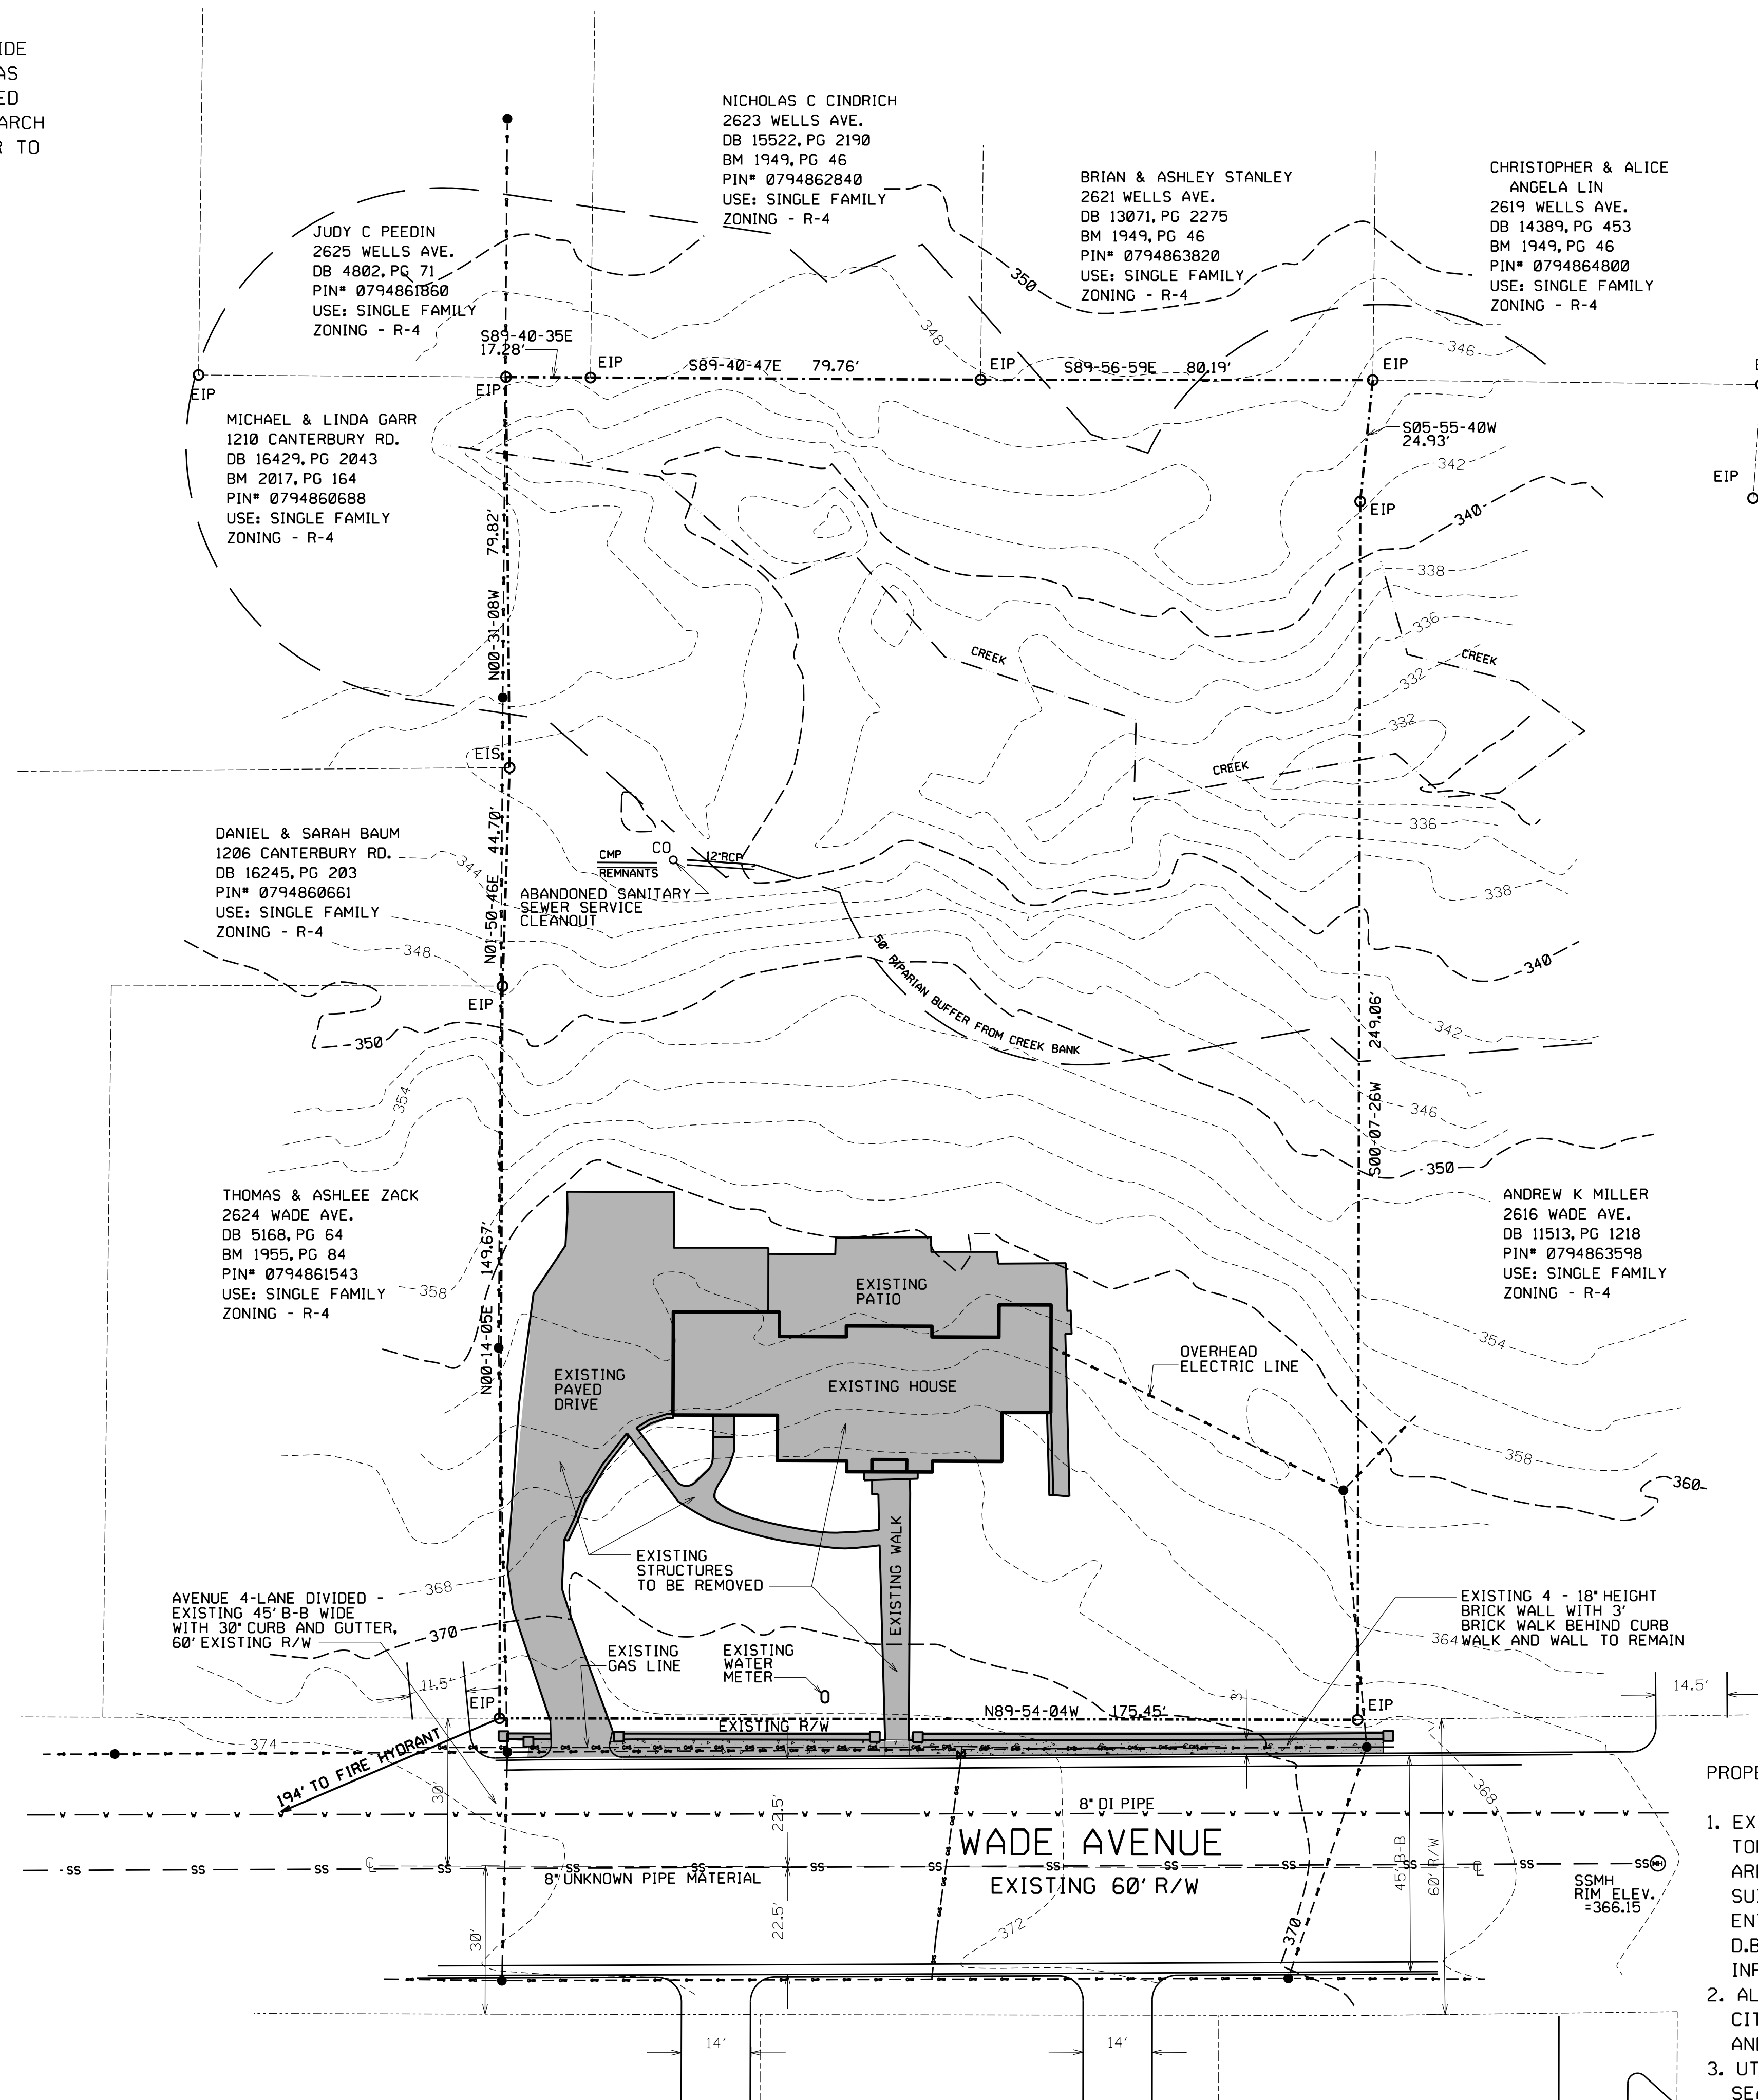 IDE
AS
ED
ARCH
R TO
NICHOLAS C CINDRICH
2623 WELLS AVE.
DB 15522, PG 2190
BM 1949, PG 46
PIN# 0794862840
USE: SINGLE FAMILY
ZONING - R-4
BRIAN & ASHLEY STANLEY
2621 WELLS AVE.
DB 13071, PG 2275
BM 1949, PG 46
PIN# 0794863820
USE: SINGLE FAMILY
ZONING - R-4
CHRISTOPHER & ALICE
ANGELA LIN
2619 WELLS AVE.
DB 14389, PG 453
BM 1949, PG 46
PIN# 0794864800
USE: SINGLE FAMILY
ZONING - R-4
JUDY C PEEDIN
2625 WELLS AVE.
DB 4802, PG 71
PIN# 0794861860
USE: SINGLE FAMILY
ZONING - R-4
350
348
346
S89-40-35E
17.28'
EIP
EIP
EIP
S89-40-47E 79.76'
EIP
S89-56-59E 80.19'
EIP
S05-55-40W
24.93'
342
EIP
EIP
340
MICHAEL & LINDA GARR
1210 CANTERBURY RD.
DB 16429, PG 2043
BM 2017, PG 164
PIN# 0794860688
USE: SINGLE FAMILY
ZONING - R-4
N00-31-08W 79.82'
338
336
332
332
CREEK
CREEK
CREEK
EIS
DANIEL & SARAH BAUM
1206 CANTERBURY RD.
DB 16245, PG 203
PIN# 0794860661
USE: SINGLE FAMILY
ZONING - R-4
344
348
N01-50-46E 44.70'
CMP
REMNANTS
CO
12"RCP
ABANDONED SANITARY
SEWER SERVICE
CLEANOUT
336
338
340
342
50' RIPARIAN BUFFER FROM CREEK BANK
EIP
350
354
S00-07-26W 249.06'
346
350
THOMAS & ASHLEE ZACK
2624 WADE AVE.
DB 5168, PG 64
BM 1955, PG 84
PIN# 0794861543
USE: SINGLE FAMILY
ZONING - R-4
358
N00-14-05E 149.67'
ANDREW K MILLER
2616 WADE AVE.
DB 11513, PG 1218
PIN# 0794863598
USE: SINGLE FAMILY
ZONING - R-4
EXISTING
PATIO
EXISTING
PAVED
DRIVE
EXISTING HOUSE
OVERHEAD
ELECTRIC LINE
354
358
360
EXISTING
STRUCTURES
TO BE REMOVED
EXISTING WALK
368
370
AVENUE 4-LANE DIVIDED -
EXISTING 45' B-B WIDE
WITH 30" CURB AND GUTTER,
60' EXISTING R/W
EXISTING
GAS LINE
EXISTING
WATER
METER
EXISTING 4 - 18" HEIGHT
BRICK WALL WITH 3'
BRICK WALK BEHIND CURB
WALK AND WALL TO REMAIN
364
11.5'
EIP
N89-54-04W 175.45'
EIP
3'
14.5'
EXISTING R/W
374
194' TO FIRE HYDRANT
30'
22.5'
8" DI PIPE
WADE AVENUE
EXISTING 60' R/W
368
45' B-B
60' R/W
8" UNKNOWN PIPE MATERIAL
SS SS SS SS SS SS SS SS SS SS SS SS SS SS
SSMH
RIM ELEV.
=366.15
30'
22.5'
372
370
14'
14'
PROPE
1. EX
TO
AR
SU
EN
D.B
INF
2. AL
CIT
AN
3. UT
SE